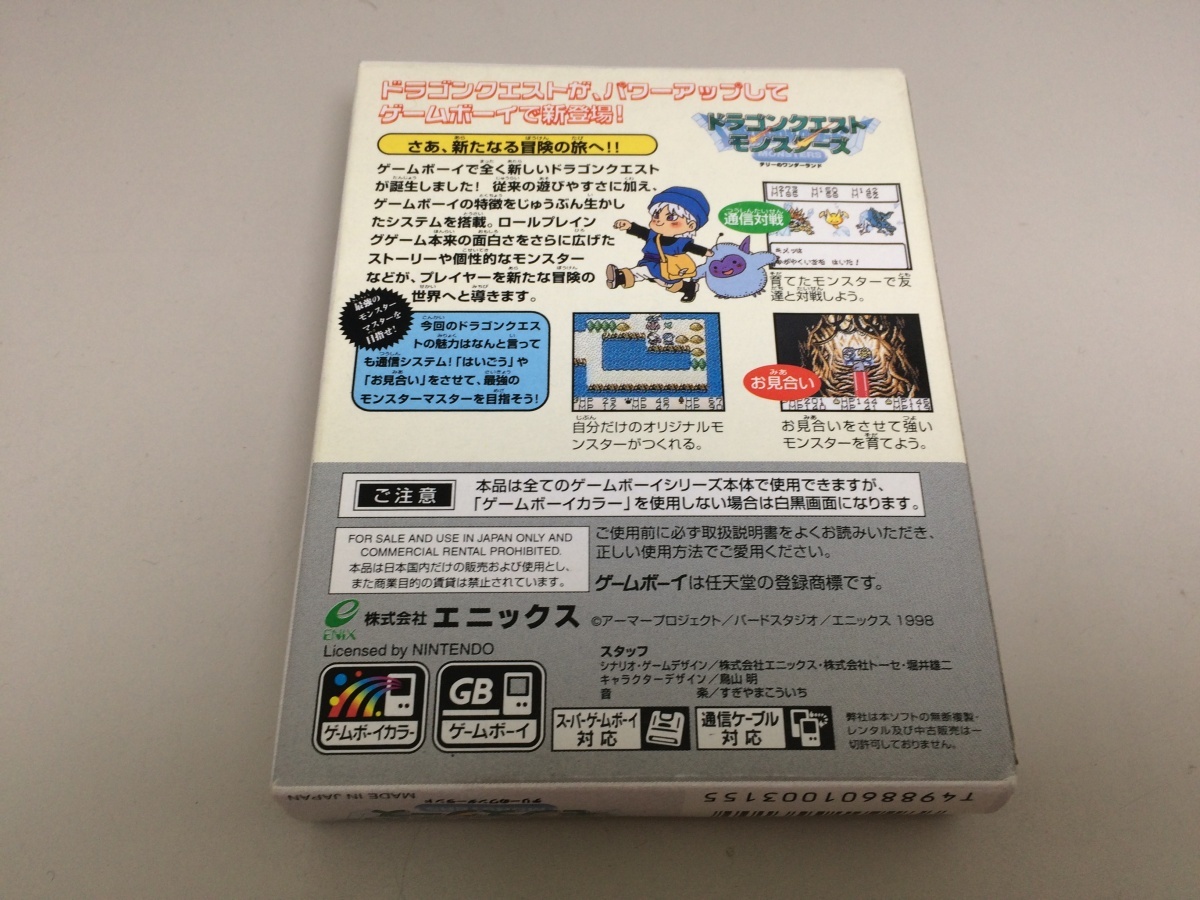 ドラゴンクエストが、パワーアップして
ゲームボーイで新登場!
さあ、新たなる冒険の旅へ!!
ゲームボーイで全く新しいドラゴンクエスト
が誕生しました! 従来の遊びやすさに加え、
ゲームボーイの特徴をじゅうぶん生かし
たシステムを搭載。ロールプレイン
グゲーム本来の面白さをさらに広げた
ストーリーや個性的なモンスター
などが、プレイヤーを新たな冒険の
世界へと導きます。
最強の
モンスター
マスターを
目指せ!
今回のドラゴンクエス
トの魅力はなんと言って
も通信システム!「はいごう」や
「お見合い」をさせて、最強の
モンスターマスターを目指そう!
ドラゴンクエスト
モンスターズ
MONSTERS
テリーのワンダーランド
通信対戦
育てたモンスターで友
達と対戦しよう。
HP 29 HP 48 HP 67
MP 12 MP 47 MP 90
自分だけのオリジナルモ
ンスターがつくれる。
お見合い
HP201 HP144 HP144
MP140 MP 41 MP115
お見合いをさせて強い
モンスターを育てよう。
ご注意
本品は全てのゲームボーイシリーズ本体で使用できますが、
「ゲームボーイカラー」を使用しない場合は白黒画面になります。
FOR SALE AND USE IN JAPAN ONLY AND
COMMERCIAL RENTAL PROHIBITED.
本品は日本国内だけの販売および使用とし、
また商業目的の賃貸は禁止されています。
ご使用前に必ず取扱説明書をよくお読みいただき、
正しい使用方法でご愛用ください。
ゲームボーイは任天堂の登録商標です。
ENIX
株式会社 エニックス
©アーマープロジェクト/バードスタジオ/エニックス 1998
Licensed by NINTENDO
スタッフ
シナリオ・ゲームデザイン/株式会社エニックス・株式会社トーセ・堀井雄二
キャラクターデザイン/鳥山 明
音 楽/すぎやまこういち
ゲームボーイカラー
GB
ゲームボーイ
スーパーゲームボーイ
対応
通信ケーブル
対応
弊社は本ソフトの無断複製・
レンタル及び中古販売は一
切許可しておりません。
MADE IN JAPAN
テリーのワンダーランド
T4988601003155